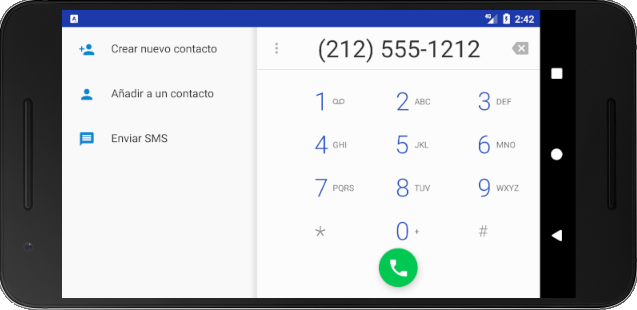 4G 2:42
Crear nuevo contacto
Añadir a un contacto
Enviar SMS
(212) 555-1212
1
2 ABC
3 DEF
4 GHI
5 JKL
6 MNO
7 PQRS
8 TUV
9 WXYZ
*
0 +
#